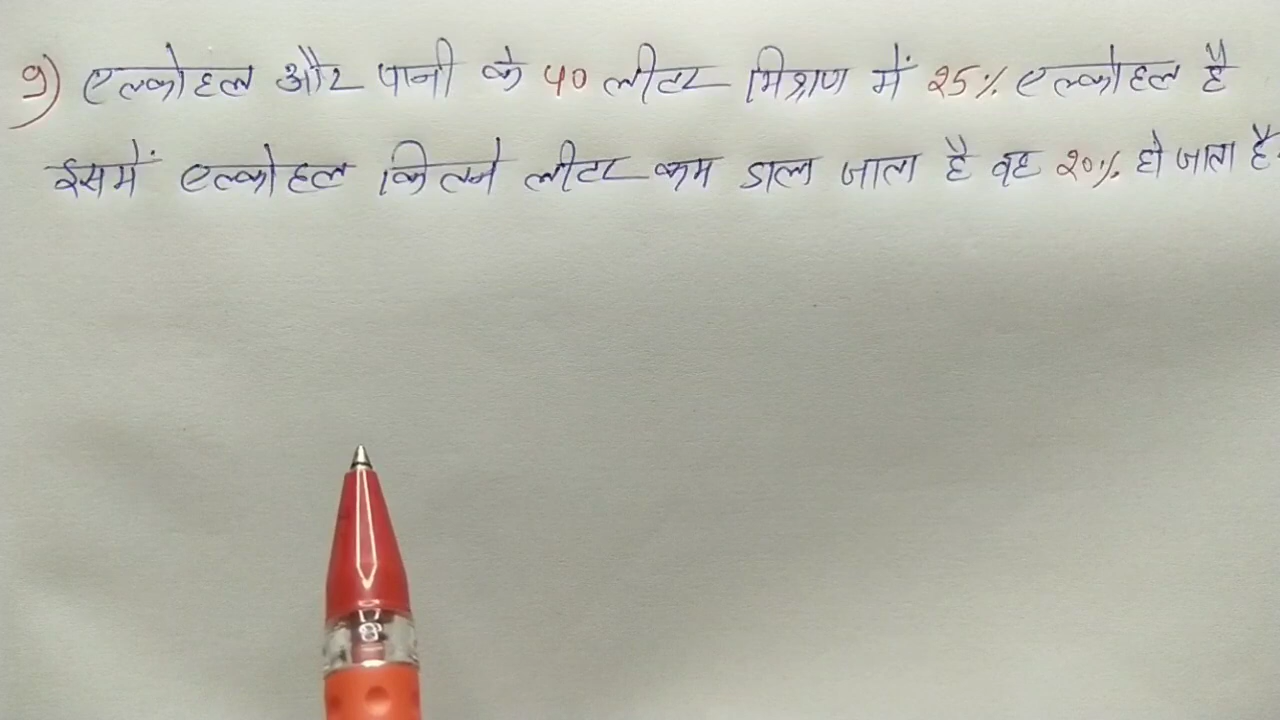 9) एल्कोहल और पानी के 40 लीटर मिश्रण में 25% एल्कोहल है
इसमें एल्कोहल कितने लीटर कम डाल जाता है वह 20% हो जाता है.